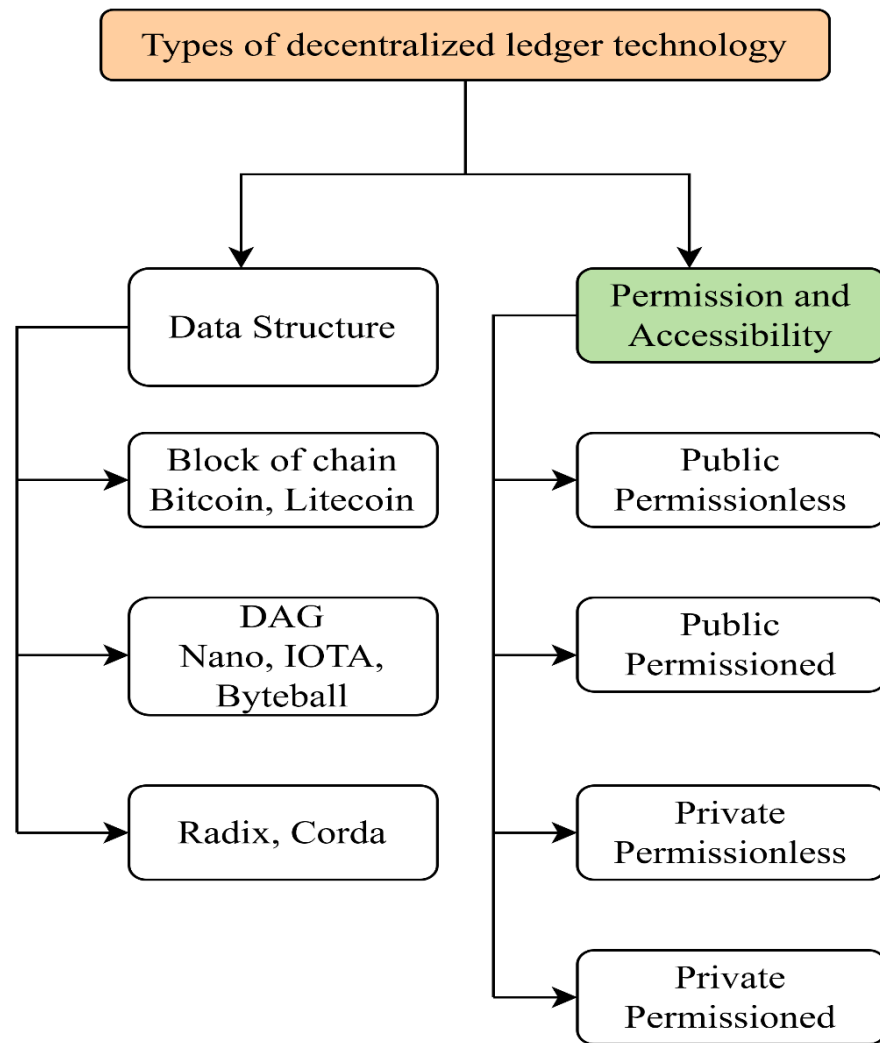 Types of decentralized ledger technology
Data Structure
Block of chain
Bitcoin, Litecoin
DAG
Nano, IOTA,
Byteball
Radix, Corda
Permission and
Accessibility
Public
Permissionless
Public
Permissioned
Private
Permissionless
Private
Permissioned